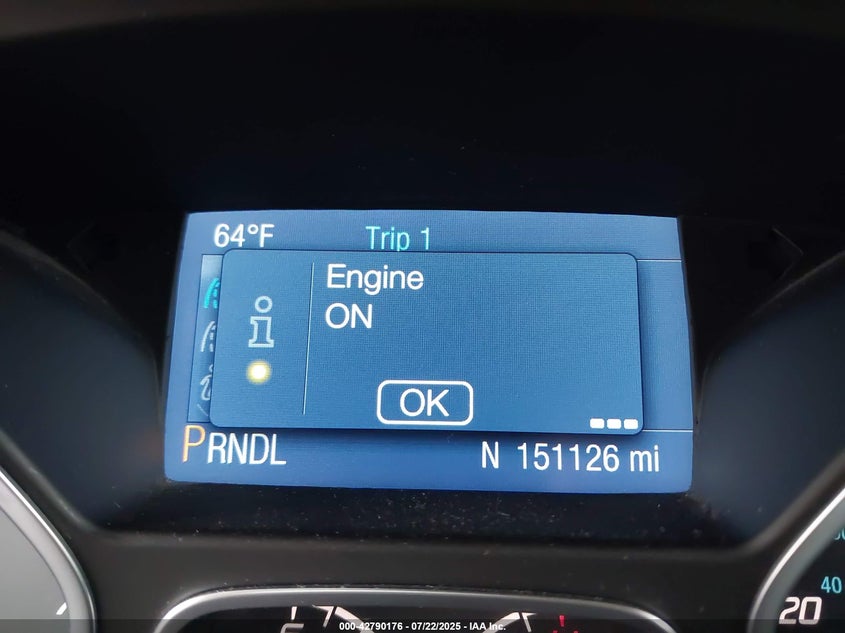 64°F Trip 1
Engine
ON
OK
PRNDL N 151126 mi
40
20
000-42790176 - 07/22/2025 - IAA Inc.